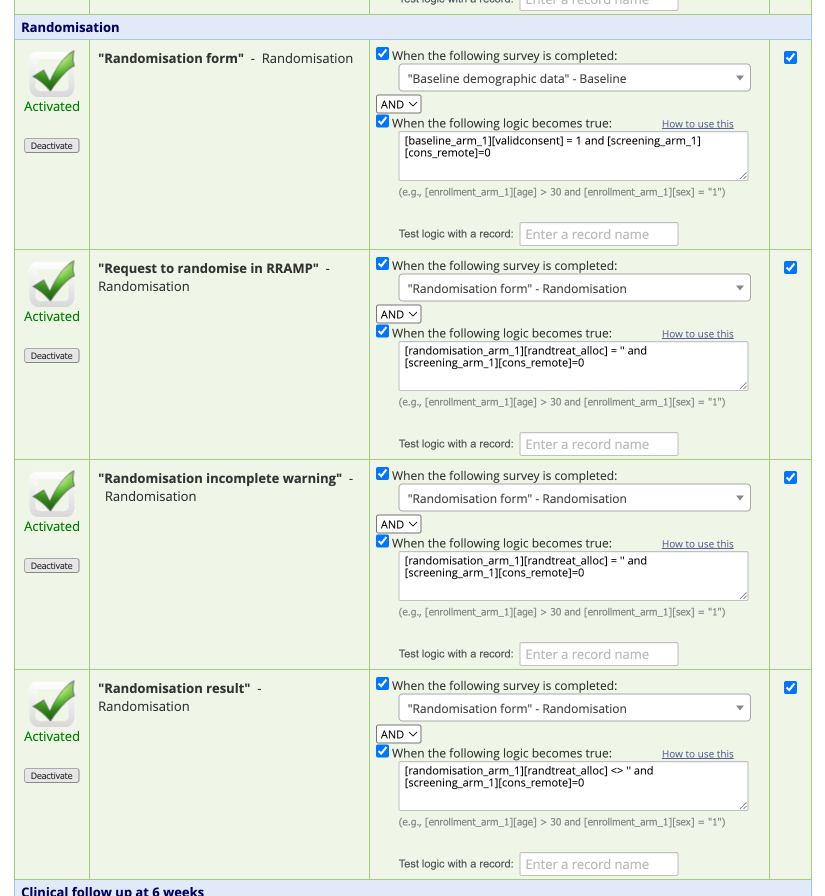 Test logic with a record: Enter a record name
Randomisation
Activated
Deactivate
"Randomisation form" - Randomisation
When the following survey is completed:
"Baseline demographic data" - Baseline
AND
When the following logic becomes true: How to use this
[baseline_arm_1][validconsent] = 1 and [screening_arm_1]
[cons_remote]=0
(e.g., [enrollment_arm_1][age] > 30 and [enrollment_arm_1][sex] = "1")
Test logic with a record: Enter a record name
Activated
Deactivate
"Request to randomise in RRAMP" -
Randomisation
When the following survey is completed:
"Randomisation form" - Randomisation
AND
When the following logic becomes true: How to use this
[randomisation_arm_1][randtreat_alloc] = '' and
[screening_arm_1][cons_remote]=0
(e.g., [enrollment_arm_1][age] > 30 and [enrollment_arm_1][sex] = "1")
Test logic with a record: Enter a record name
Activated
Deactivate
"Randomisation incomplete warning" -
Randomisation
When the following survey is completed:
"Randomisation form" - Randomisation
AND
When the following logic becomes true: How to use this
[randomisation_arm_1][randtreat_alloc] = '' and
[screening_arm_1][cons_remote]=0
(e.g., [enrollment_arm_1][age] > 30 and [enrollment_arm_1][sex] = "1")
Test logic with a record: Enter a record name
Activated
Deactivate
"Randomisation result" -
Randomisation
When the following survey is completed:
"Randomisation form" - Randomisation
AND
When the following logic becomes true: How to use this
[randomisation_arm_1][randtreat_alloc] <> '' and
[screening_arm_1][cons_remote]=0
(e.g., [enrollment_arm_1][age] > 30 and [enrollment_arm_1][sex] = "1")
Test logic with a record: Enter a record name
Clinical follow up at 6 weeks